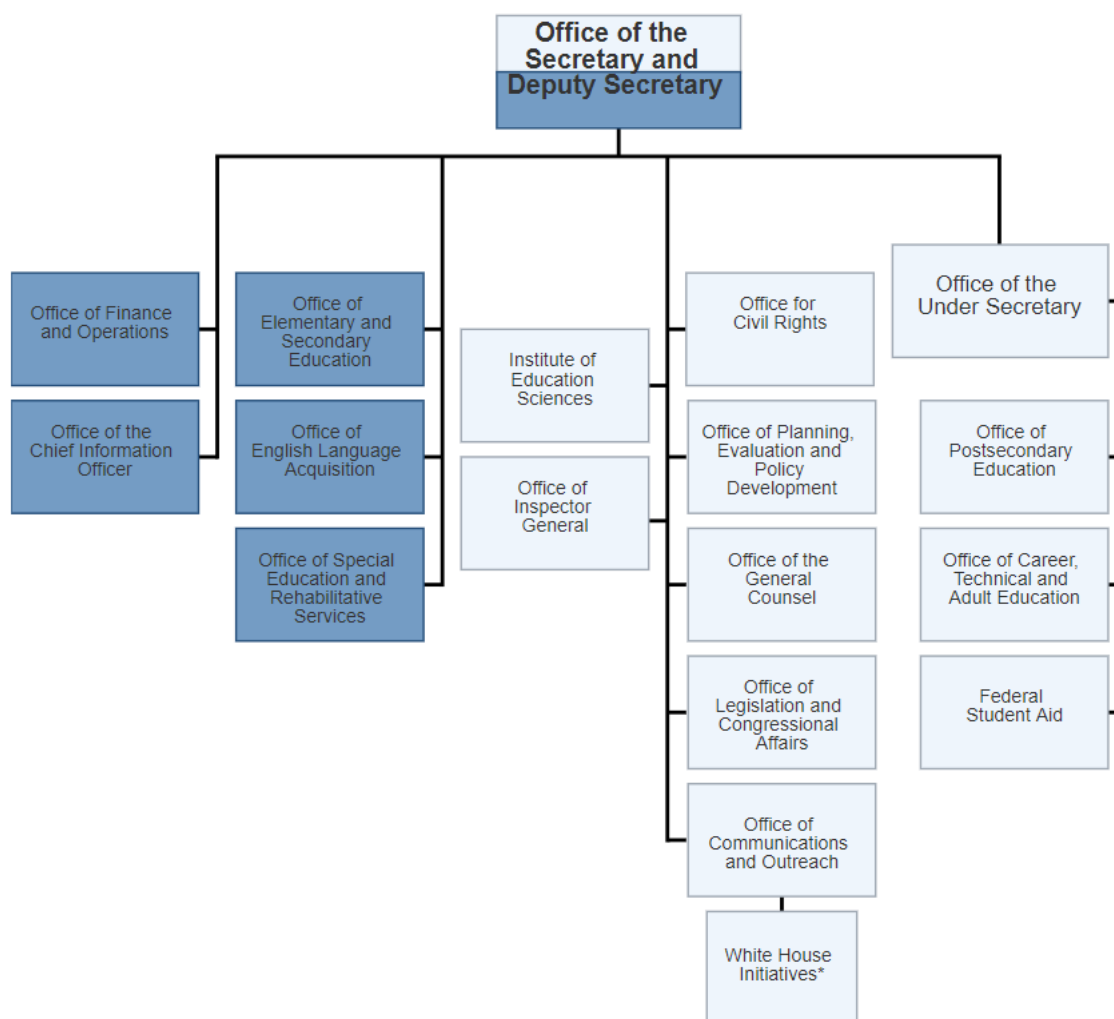 Office of the
Secretary and
Deputy Secretary
Office of Finance
and Operations
Office of the
Chief Information
Officer
Office of
Elementary and
Secondary
Education
Office of
English Language
Acquisition
Office of Special
Education and
Rehabilitative
Services
Institute of
Education
Sciences
Office of
Inspector
General
Office for
Civil Rights
Office of Planning,
Evaluation and
Policy
Development
Office of the
General
Counsel
Office of
Legislation and
Congressional
Affairs
Office of
Communications
and Outreach
White House
Initiatives*
Office of the
Under Secretary
Office of
Postsecondary
Education
Office of Career,
Technical and
Adult Education
Federal
Student Aid